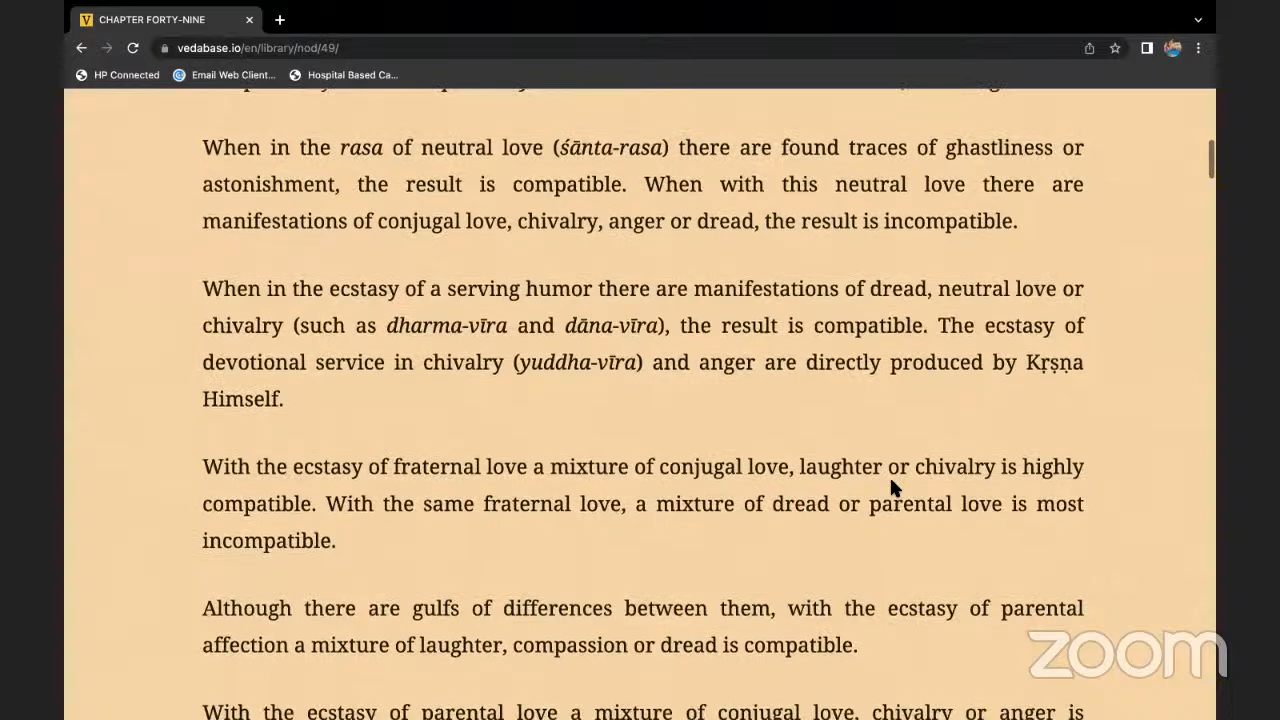 CHAPTER FORTY-NINE
vedabase.io/en/library/nod/49/
HP Connected Email Web Client... Hospital Based Ca...
When in the rasa of neutral love (śānta-rasa) there are found traces of ghastliness or
astonishment, the result is compatible. When with this neutral love there are
manifestations of conjugal love, chivalry, anger or dread, the result is incompatible.
When in the ecstasy of a serving humor there are manifestations of dread, neutral love or
chivalry (such as dharma-vīra and dāna-vīra), the result is compatible. The ecstasy of
devotional service in chivalry (yuddha-vīra) and anger are directly produced by Kṛṣṇa
Himself.
With the ecstasy of fraternal love a mixture of conjugal love, laughter or chivalry is highly
compatible. With the same fraternal love, a mixture of dread or parental love is most
incompatible.
Although there are gulfs of differences between them, with the ecstasy of parental
affection a mixture of laughter, compassion or dread is compatible.
zoom
With the ecstasy of parental love a mixture of conjugal love, chivalry or anger is